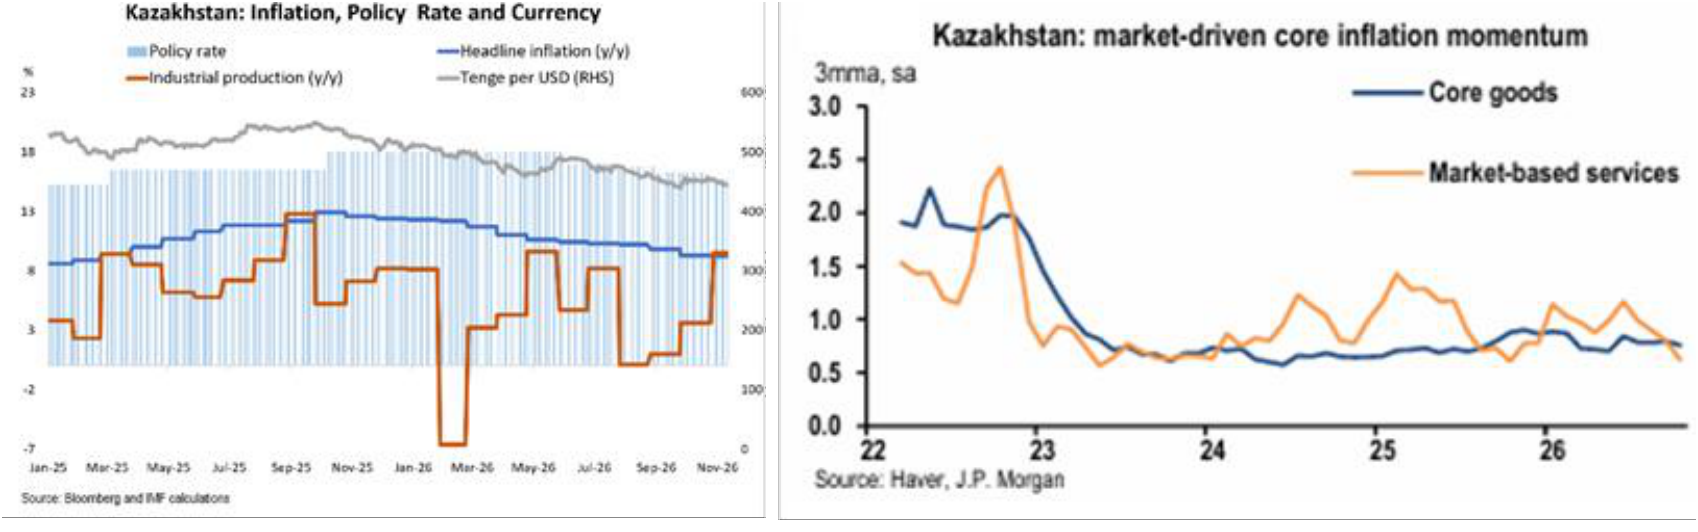 Kazakhstan: Inflation, Policy Rate and Currency
Policy rate
Headline inflation (y/y)
Industrial production (y/y)
Tenge per USD (RHS)
%
23
18
13
8
3
-2
-7
600
500
400
300
200
100
0
Jan-25 Mar-25 May-25 Jul-25 Sep-25 Nov-25 Jan-26 Mar-26 May-26 Jul-26 Sep-26 Nov-26
Source: Bloomberg and IMF calculations
Kazakhstan: market-driven core inflation momentum
3mma, sa
Core goods
Market-based services
3.0
2.5
2.0
1.5
1.0
0.5
0.0
22 23 24 25 26
Source: Haver, J.P. Morgan